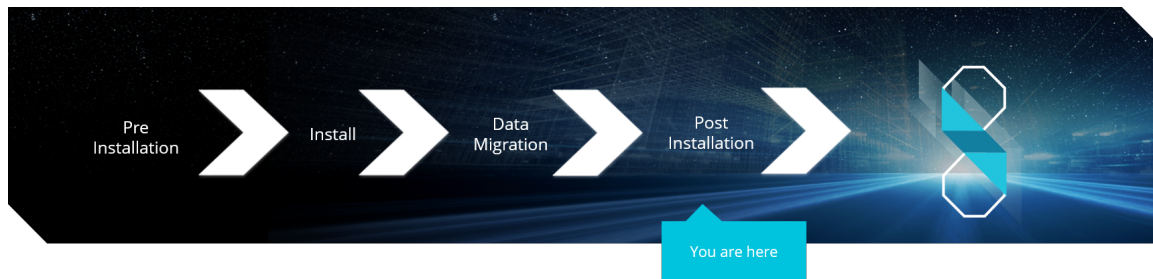 Pre
Installation
Install
Data
Migration
Post
Installation
You are here